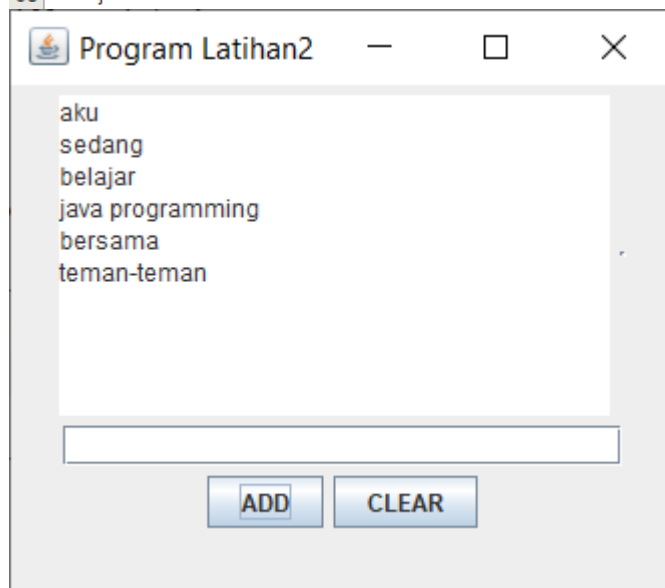 Program Latihan2
aku
sedang
belajar
java programming
bersama
teman-teman
ADD CLEAR